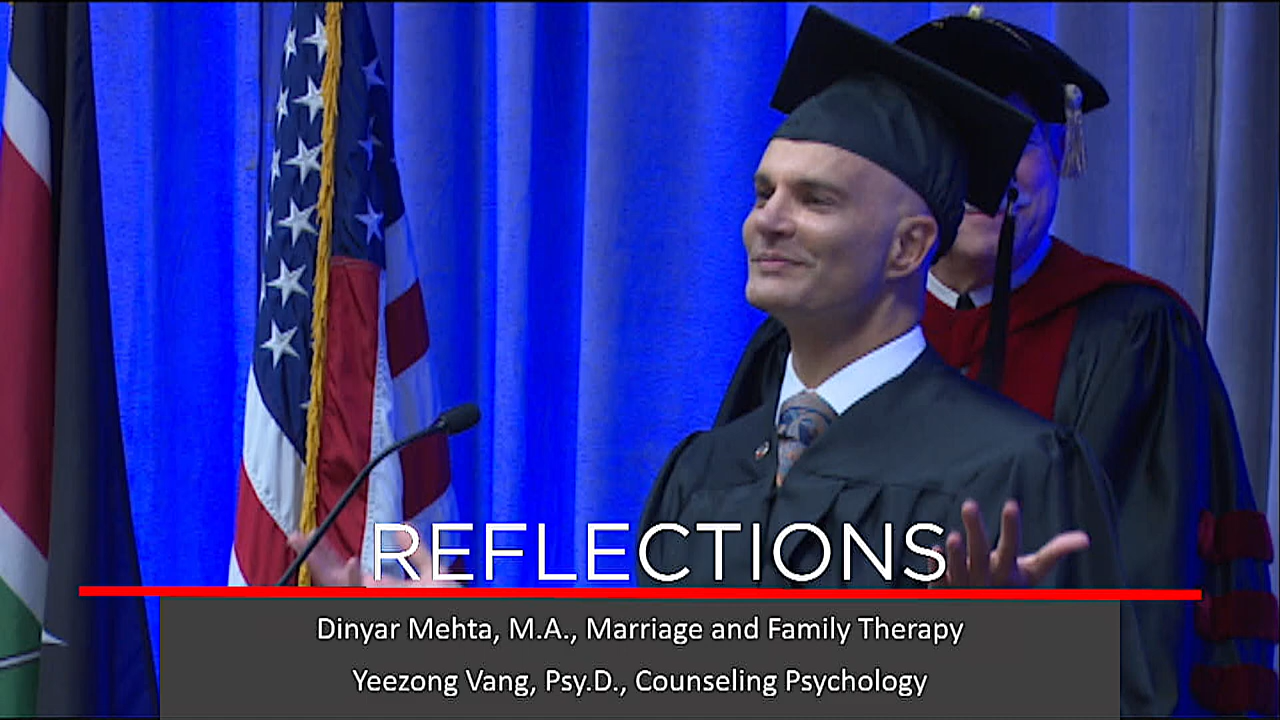 REFLECTIONS
Dinyar Mehta, M.A., Marriage and Family Therapy
Yeezong Vang, Psy.D., Counseling Psychology